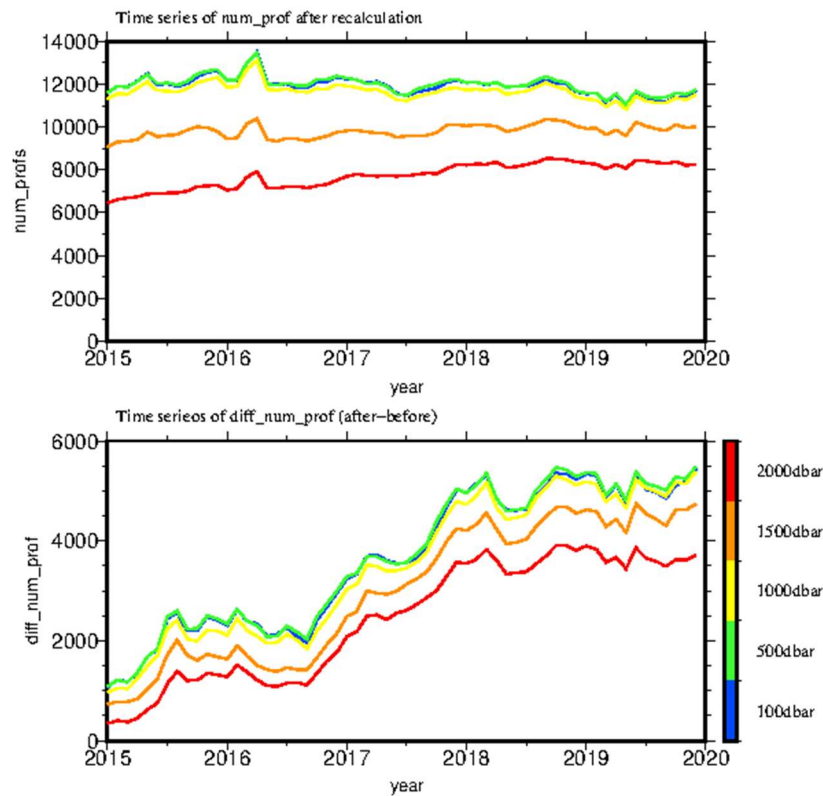 Time series of num_prof after recalculation
14000
12000
10000
8000
6000
4000
2000
0
num_profs
2015 2016 2017 2018 2019 2020
year
Time serieos of diff_num_prof (after-before)
6000
4000
2000
0
diff_num_prof
2015 2016 2017 2018 2019 2020
year
2000dbar
1500dbar
1000dbar
500dbar
100dbar